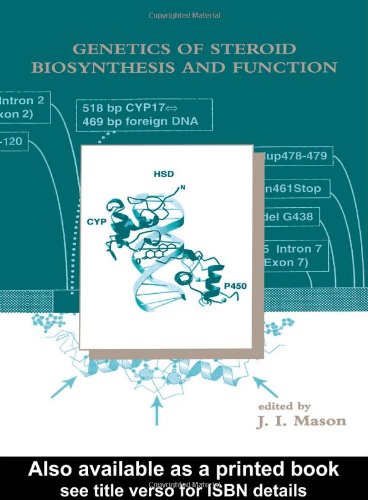 GENETICS OF STEROID
BIOSYNTHESIS AND FUNCTION
Intron 2
xon 2)
-120
518 bp CYP17⇔
469 bp foreign DNA
up478-479
n461Stop
del G438
5 Intron 7
Exon 7)
HSD
N
CYP
P450
edited by
J. I. Mason
Copyrighted Material
Also available as a printed book
see title verso for ISBN details